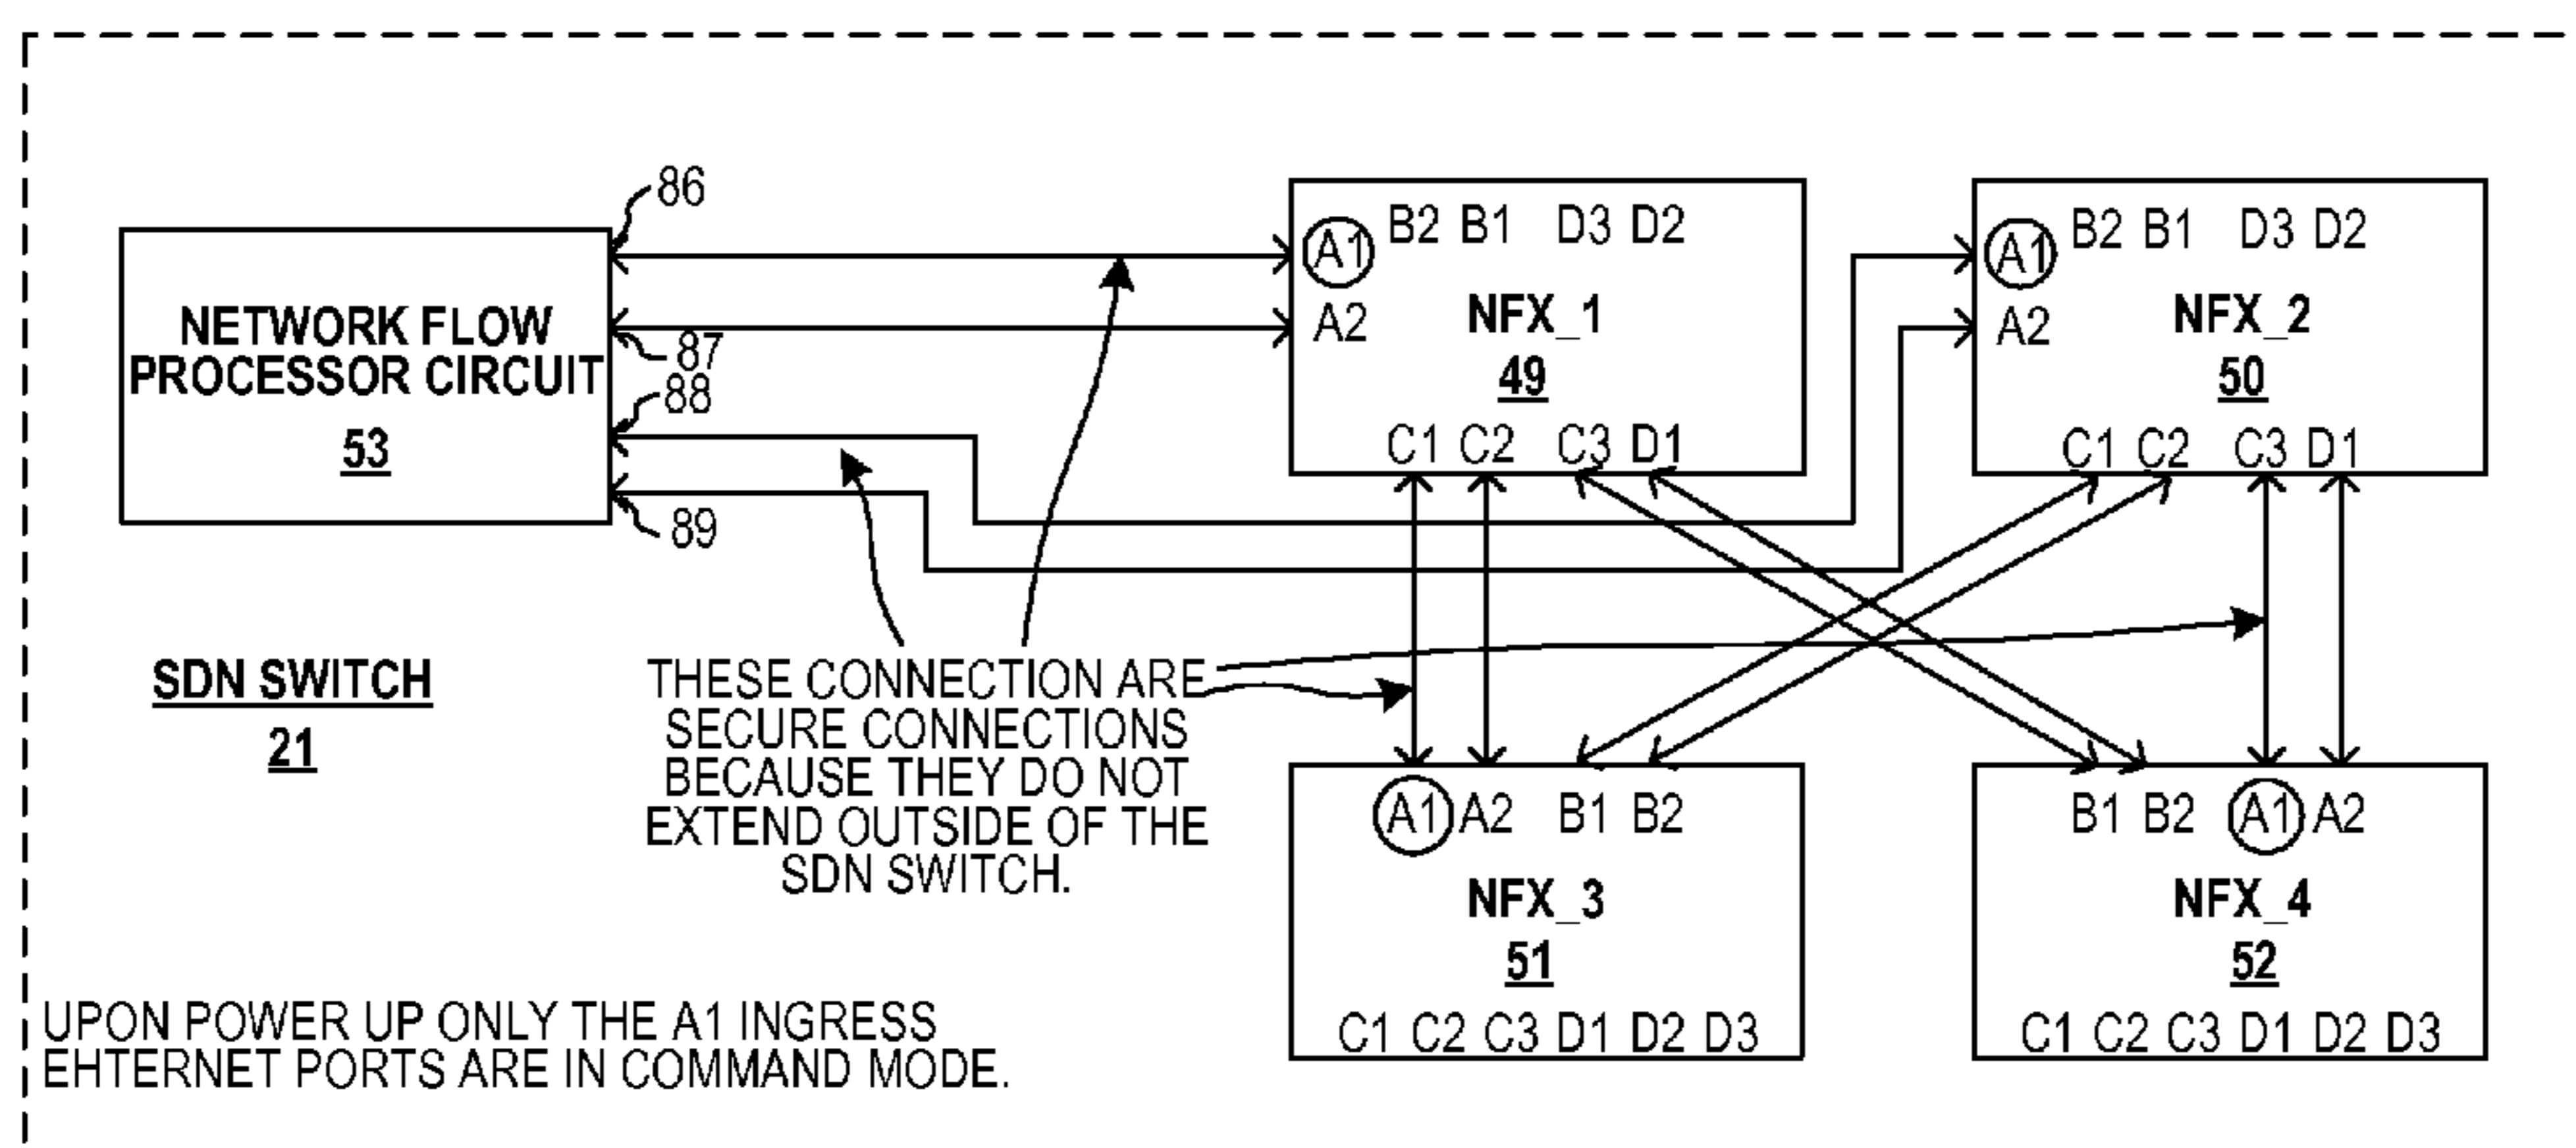 86
NETWORK FLOW
PROCESSOR CIRCUIT
53
87
88
89
A1 B2 B1 D3 D2
A2
NFX_1
49
C1 C2 C3 D1
A1 B2 B1 D3 D2
A2
NFX_2
50
C1 C2 C3 D1
SDN SWITCH
21
THESE CONNECTION ARE
SECURE CONNECTIONS
BECAUSE THEY DO NOT
EXTEND OUTSIDE OF THE
SDN SWITCH.
A1 A2 B1 B2
NFX_3
51
C1 C2 C3 D1 D2 D3
B1 B2 A1 A2
NFX_4
52
C1 C2 C3 D1 D2 D3
UPON POWER UP ONLY THE A1 INGRESS
EHTERNET PORTS ARE IN COMMAND MODE.